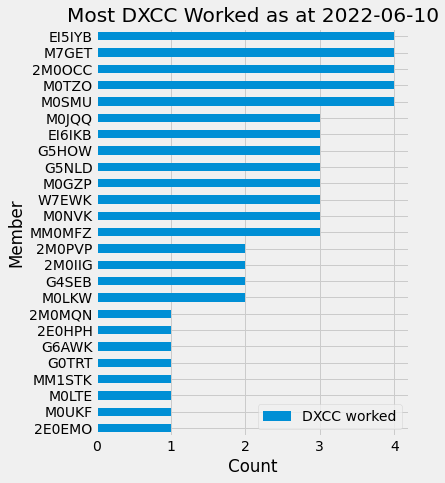 Most DXCC Worked as at 2022-06-10
EI5IYB
M7GET
2M0OCC
M0TZO
M0SMU
M0JQQ
EI6IKB
G5HOW
G5NLD
M0GZP
W7EWK
M0NVK
MM0MFZ
2M0PVP
2M0IIG
G4SEB
M0LKW
2M0MQN
2E0HPH
G6AWK
G0TRT
MM1STK
M0LTE
M0UKF
2E0EMO
Member
DXCC worked
0 1 2 3 4
Count